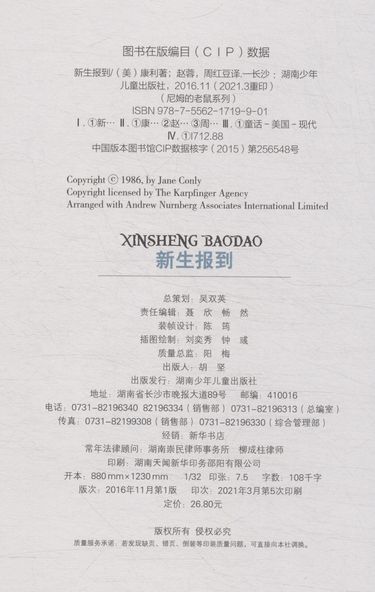 图书在版编目（CIP）数据
新生报到/（美）康利著；赵蓉，周红豆译.—长沙：湖南少年
儿童出版社，2016.11（2021.3重印）
（尼姆的老鼠系列）
ISBN 978-7-5562-1719-9-01
Ⅰ.①新… Ⅱ.①康…②赵…③周… Ⅲ.①童话－美国－现代
Ⅳ.①I712.88
中国版本图书馆CIP数据核字（2015）第256548号
Copyright © 1986, by Jane Conly
Copyright licensed by The Karpfinger Agency
Arranged with Andrew Nurnberg Associates International Limited
XINSHENG BAODAO
新生报到
总策划：吴双英
责任编辑：聂 欣 畅 然
装帧设计：陈 筠
插图绘制：刘奕秀 钟 彧
质量总监：阳 梅
出版人：胡 坚
出版发行：湖南少年儿童出版社
地址：湖南省长沙市晚报大道89号 邮编：410016
电话：0731-82196340 82196334（销售部）0731-82196313（总编室）
传真：0731-82199308（销售部）0731-82196330（综合管理部）
经销：新华书店
常年法律顾问：湖南崇民律师事务所 柳成柱律师
印刷：湖南天闻新华印务邵阳有限公司
开本：880 mm×1230 mm 1/32 印张：7.5 字数：108千字
版次：2016年11月第1版 印次：2021年3月第5次印刷
定价：26.80元
版权所有 侵权必究
质量服务承诺：若发现缺页、错页、倒装等印装质量问题，可直接向本社调换。